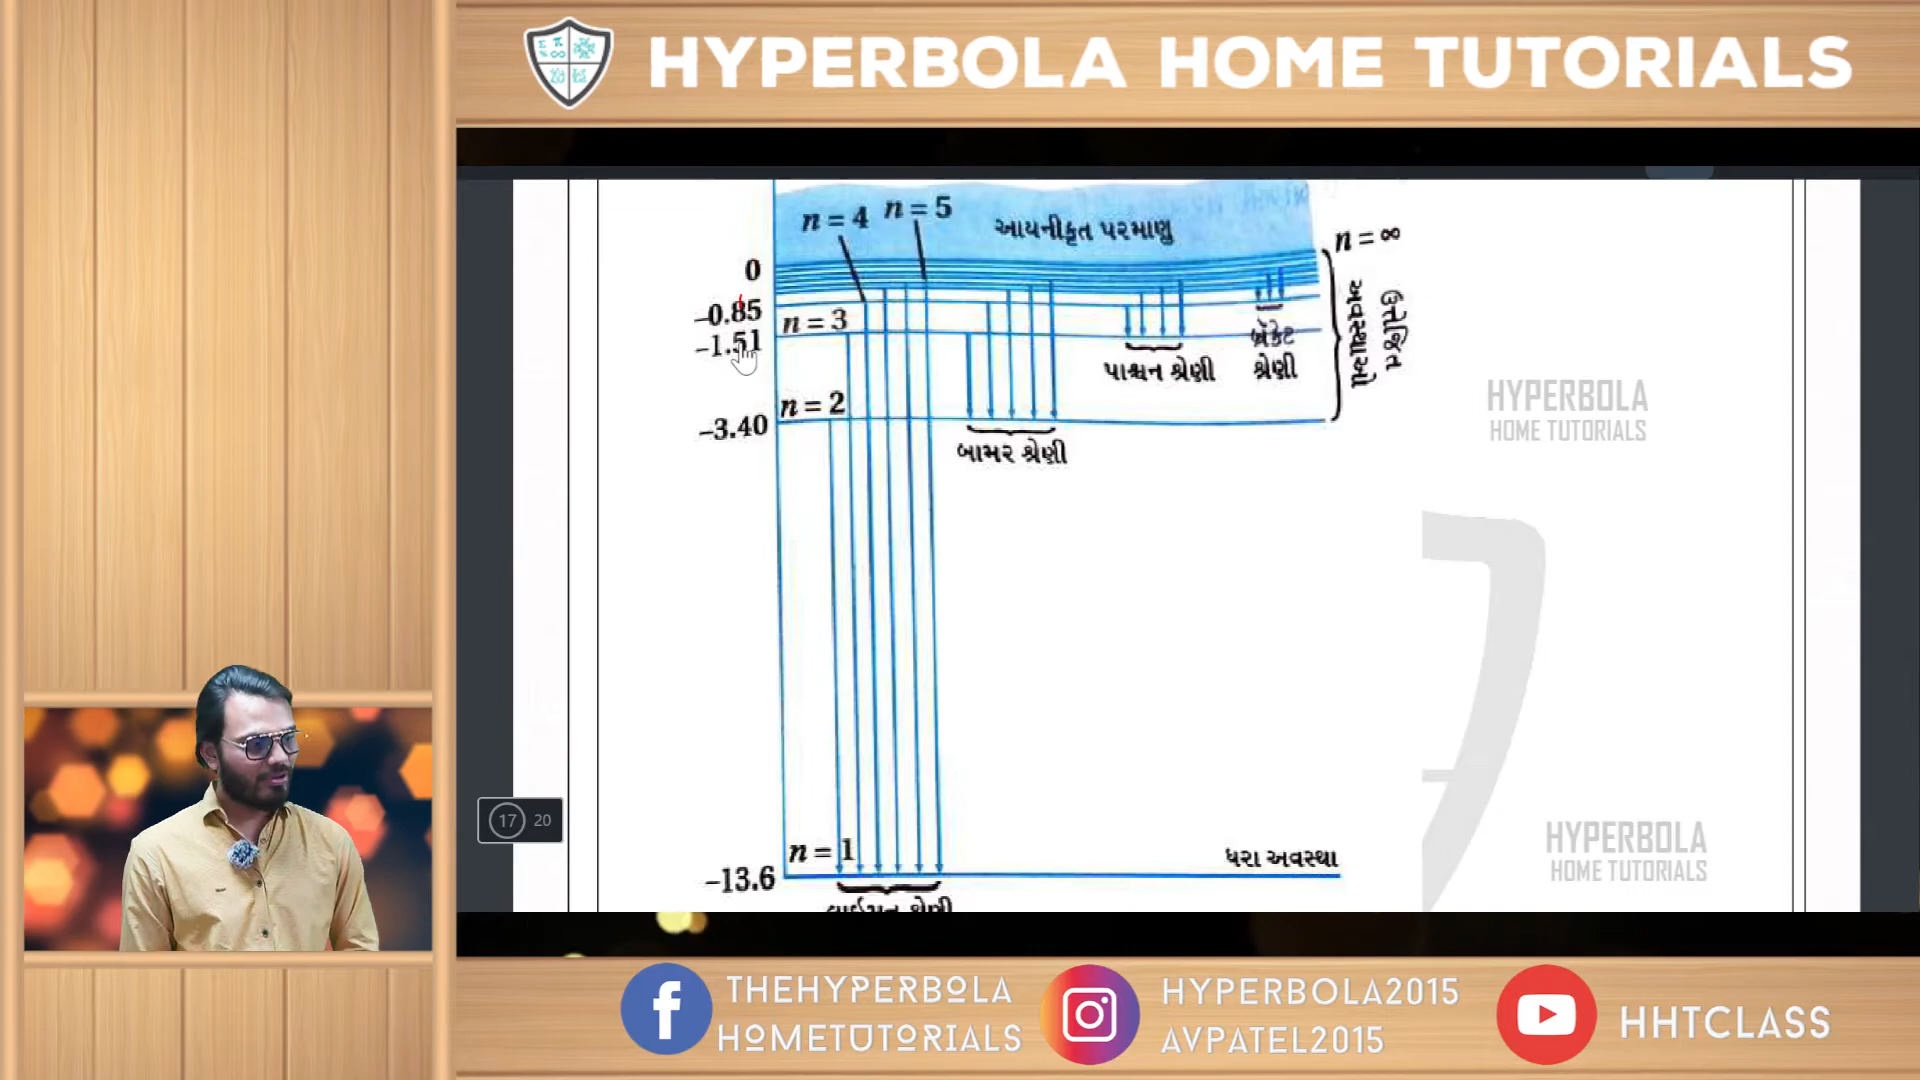 HYPERBOLA HOME TUTORIALS
n = 4
n = 5
આયનીકૃત પરમાણુ
n = ∞
0
–0.85
n = 3
–1.51
ઉત્તેજિત
અવસ્થાઓ
બ્રૅકેટ
શ્રેણી
પાશ્ચન શ્રેણી
n = 2
–3.40
બામર શ્રેણી
HYPERBOLA
HOME TUTORIALS
n = 1
ધરા અવસ્થા
–13.6
લાઇમન શ્રેણી
HYPERBOLA
HOME TUTORIALS
17 20
THEHYPERBOLA
HOMETUTORIALS
HYPERBOLA2015
AVPATEL2015
HHTCLASS